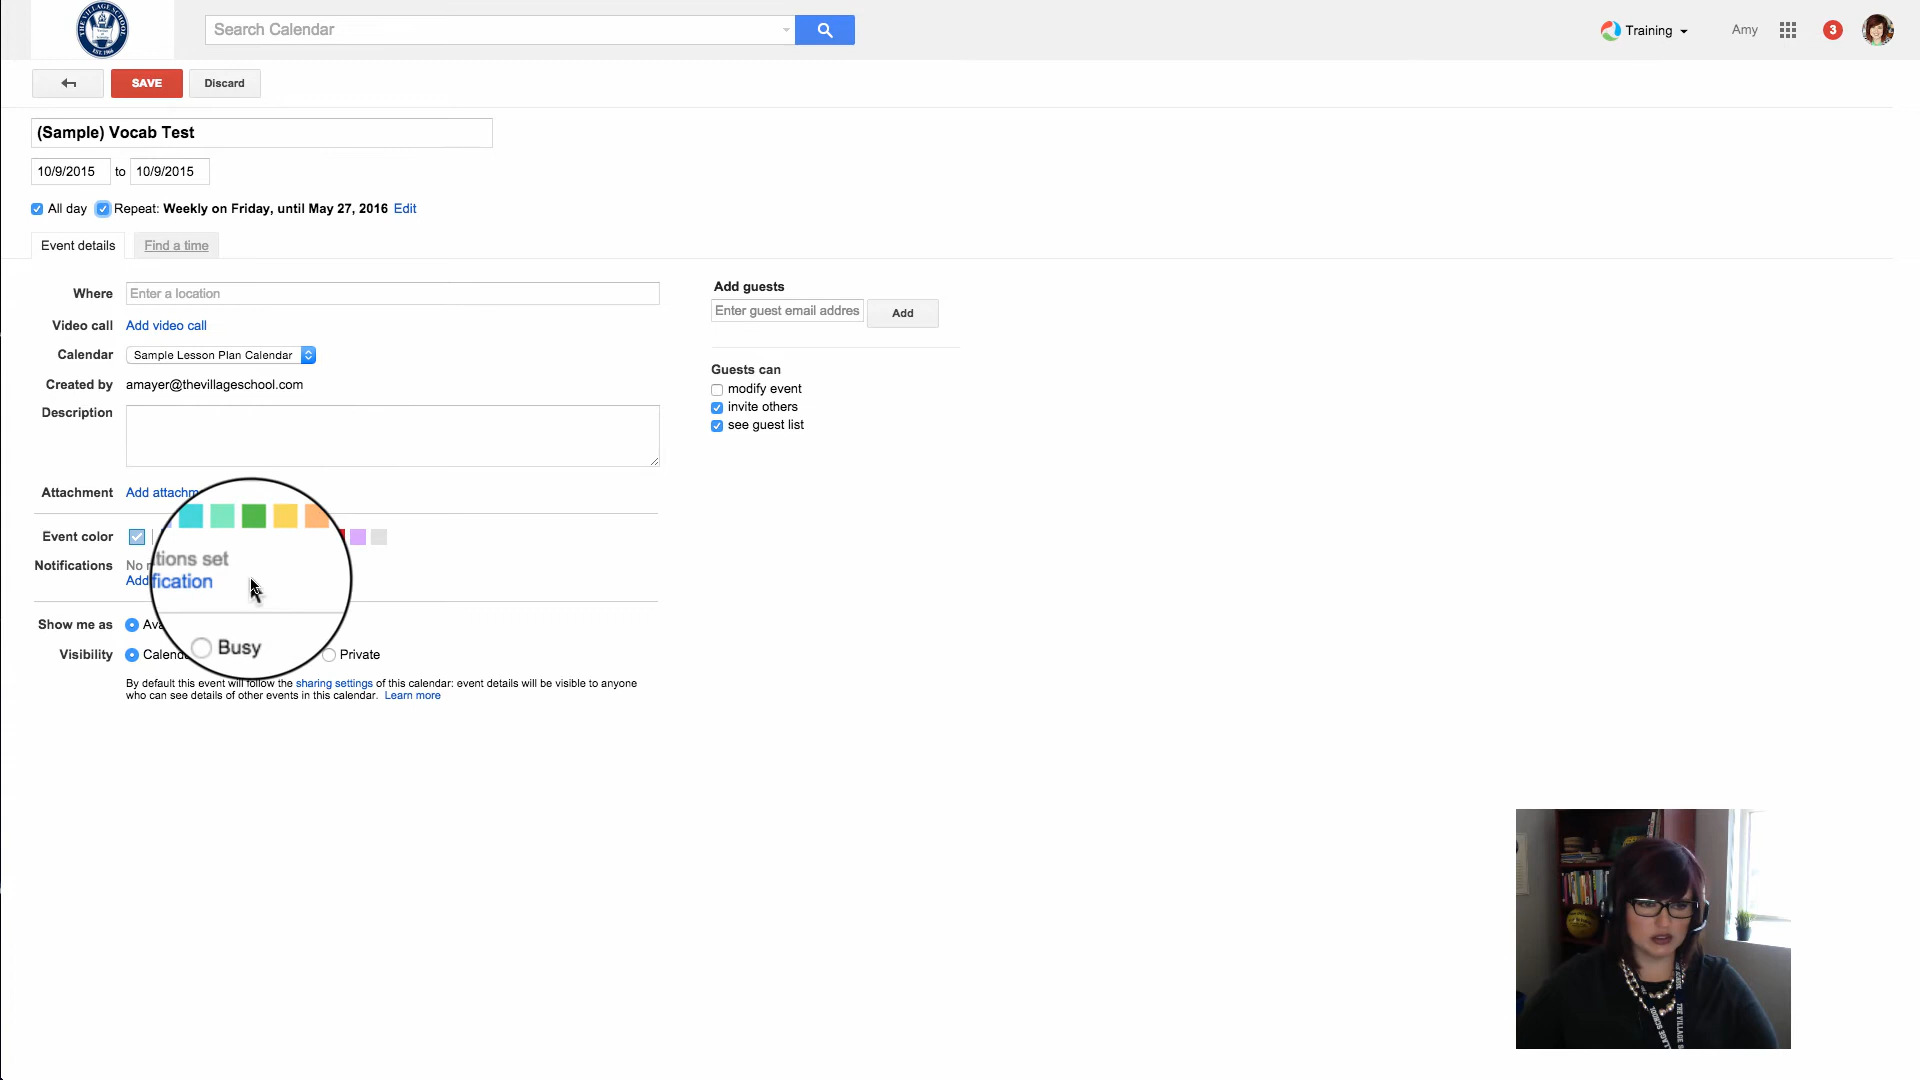 THE VILLAGE SCHOOL
EST. 1966
Search Calendar
Training
Amy
3
SAVE
Discard
(Sample) Vocab Test
10/9/2015 to 10/9/2015
All day Repeat: Weekly on Friday, until May 27, 2016 Edit
Event details Find a time
Where Enter a location
Video call Add video call
Calendar Sample Lesson Plan Calendar
Created by amayer@thevillageschool.com
Description
Attachment Add attachm
Event color
Notifications No tions set
Add fication
Show me as Ava Busy
Visibility Calend Private
By default this event will follow the sharing settings of this calendar: event details will be visible to anyone
who can see details of other events in this calendar. Learn more
Add guests
Enter guest email addres Add
Guests can
modify event
invite others
see guest list